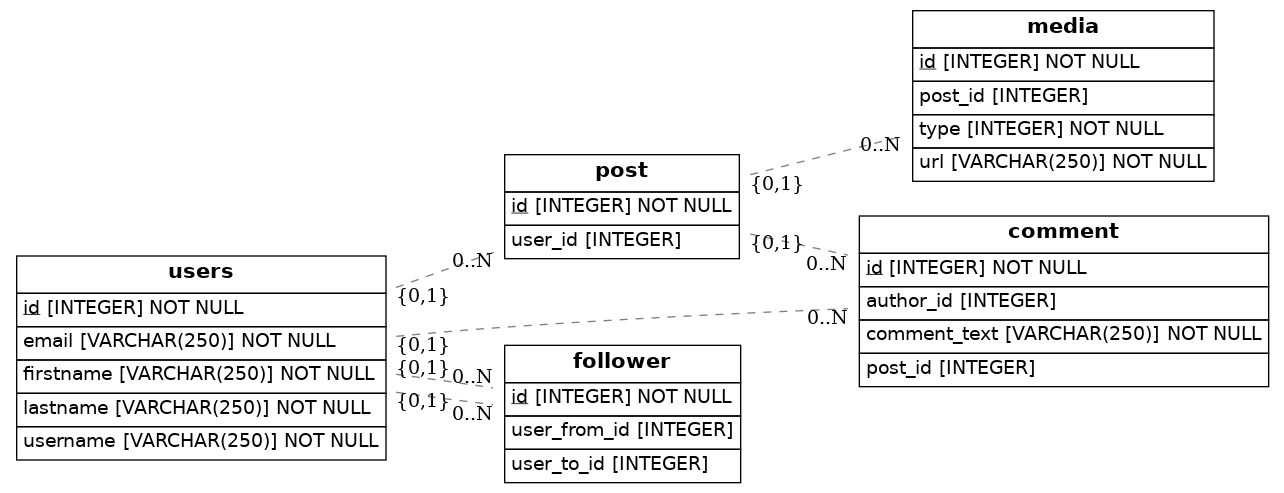 media
id [INTEGER] NOT NULL
post_id [INTEGER]
type [INTEGER] NOT NULL
url [VARCHAR(250)] NOT NULL
0..N
{0,1}
post
id [INTEGER] NOT NULL
user_id [INTEGER]
{0,1}
0..N
comment
id [INTEGER] NOT NULL
author_id [INTEGER]
comment_text [VARCHAR(250)] NOT NULL
post_id [INTEGER]
0..N
{0,1}
users
id [INTEGER] NOT NULL
email [VARCHAR(250)] NOT NULL
firstname [VARCHAR(250)] NOT NULL
lastname [VARCHAR(250)] NOT NULL
username [VARCHAR(250)] NOT NULL
0..N
{0,1}
{0,1}
0..N
{0,1}
0..N
follower
id [INTEGER] NOT NULL
user_from_id [INTEGER]
user_to_id [INTEGER]